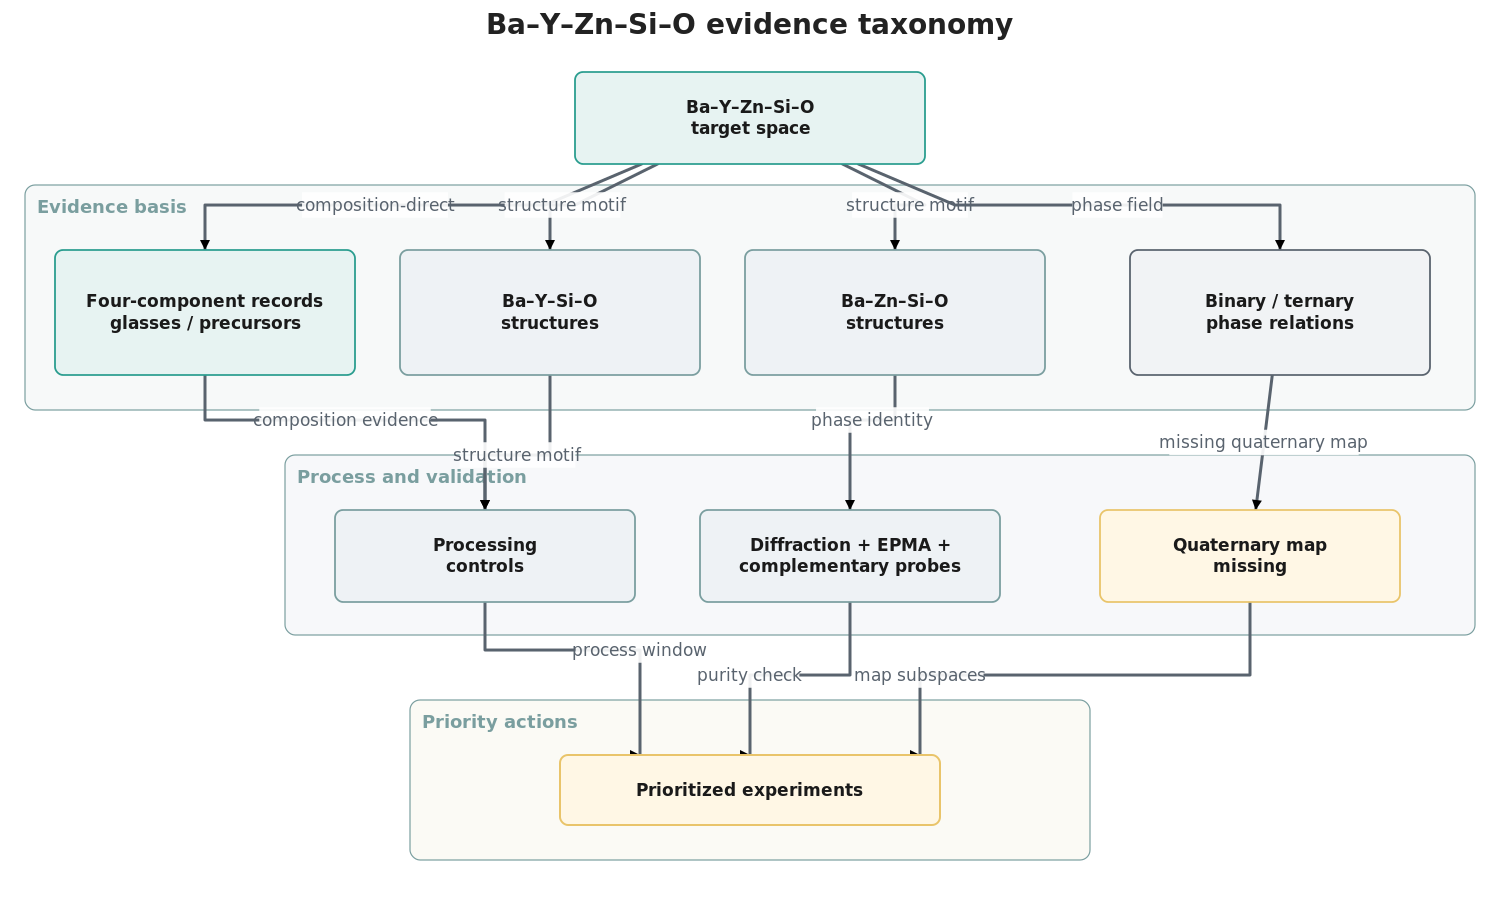 Ba–Y–Zn–Si–O evidence taxonomy
Ba–Y–Zn–Si–O
target space
Evidence basis
composition-direct
structure motif
structure motif
phase field
Four-component records
glasses / precursors
Ba–Y–Si–O
structures
Ba–Zn–Si–O
structures
Binary / ternary
phase relations
composition evidence
phase identity
missing quaternary map
structure motif
Process and validation
Processing
controls
Diffraction + EPMA +
complementary probes
Quaternary map
missing
process window
purity check
map subspaces
Priority actions
Prioritized experiments